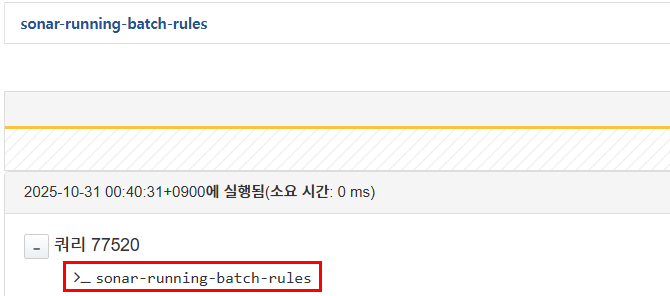 sonar-running-batch-rules
2025-10-31 00:40:31+0900에 실행됨(소요 시간: 0 ms)
- 쿼리 77520
>_ sonar-running-batch-rules